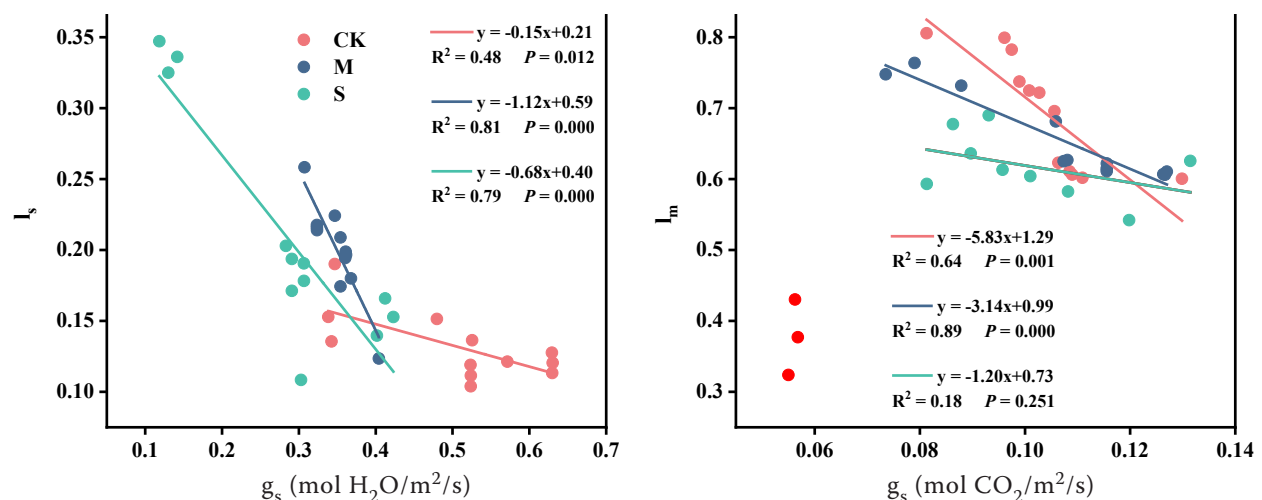 0.35
0.30
0.25
0.20
0.15
0.10
l_s
0.1 0.2 0.3 0.4 0.5 0.6 0.7
g_s (mol H₂O/m²/s)
CK
M
S
y = -0.15x+0.21
R² = 0.48 P = 0.012
y = -1.12x+0.59
R² = 0.81 P = 0.000
y = -0.68x+0.40
R² = 0.79 P = 0.000
0.8
0.7
0.6
0.5
0.4
0.3
l_m
y = -5.83x+1.29
R² = 0.64 P = 0.001
y = -3.14x+0.99
R² = 0.89 P = 0.000
y = -1.20x+0.73
R² = 0.18 P = 0.251
0.06 0.08 0.10 0.12 0.14
g_s (mol CO₂/m²/s)